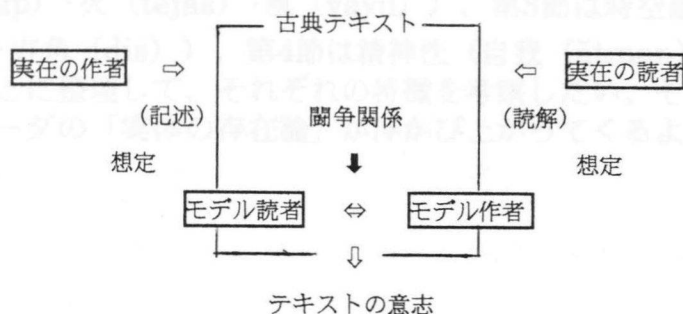 古典テキスト
実在の作者 ⇨ ⇦ 実在の読者
(記述) 闘争関係 (読解)
想定 ⬇ 想定
モデル読者 ⇔ モデル作者
⇩
テキストの意志